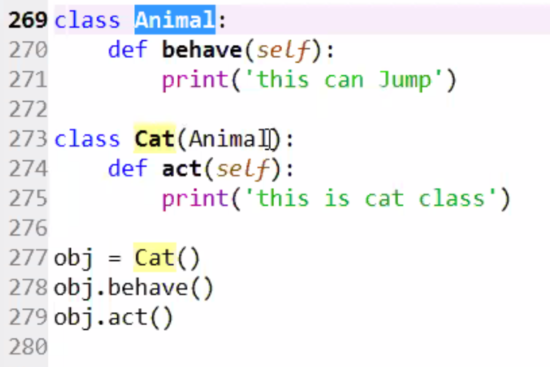 269 class Animal:
270     def behave(self):
271         print('this can Jump')
272
273 class Cat(Animal):
274     def act(self):
275         print('this is cat class')
276
277 obj = Cat()
278 obj.behave()
279 obj.act()
280